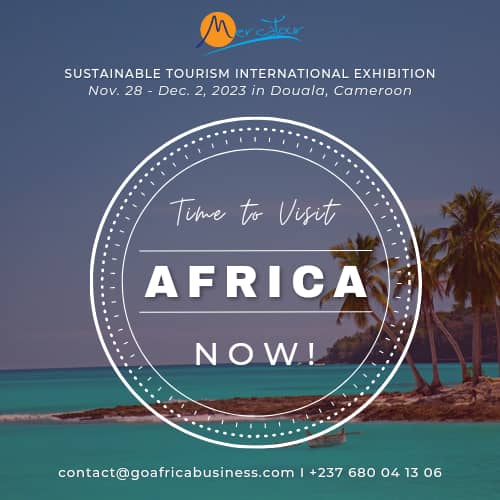 Mercatour
SUSTAINABLE TOURISM INTERNATIONAL EXHIBITION
Nov. 28 - Dec. 2, 2023 in Douala, Cameroon
Time to Visit
AFRICA
NOW!
contact@goafricabusiness.com I +237 680 04 13 06